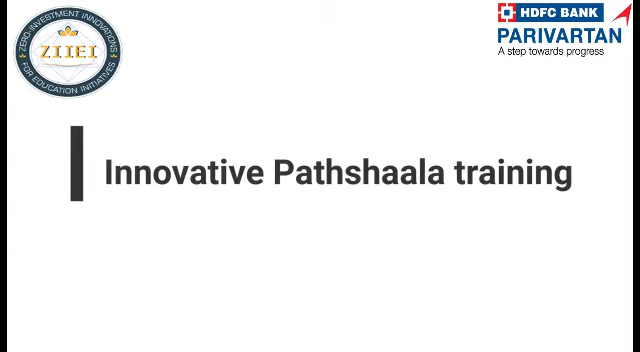 ZERO-INVESTMENT INNOVATIONS
ZIIEI
FOR EDUCATION INITIATIVES
HDFC BANK
PARIVARTAN
A step towards progress
Innovative Pathshaala training